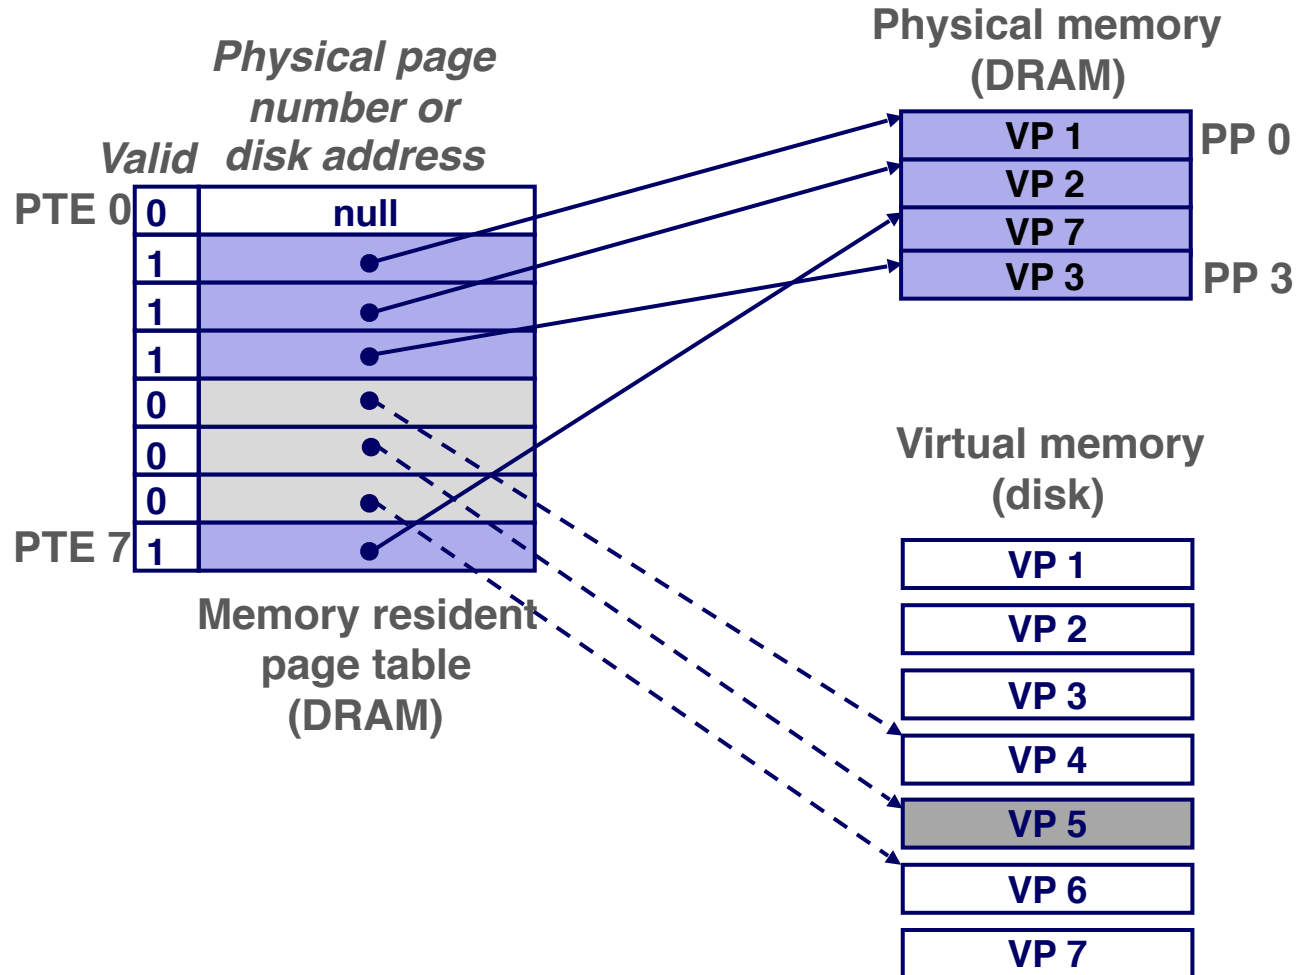 Physical page
number or
disk address
Valid
PTE 0
0
null
1
1
1
0
0
0
PTE 7
1
Memory resident
page table
(DRAM)
Physical memory
(DRAM)
VP 1
PP 0
VP 2
VP 7
VP 3
PP 3
Virtual memory
(disk)
VP 1
VP 2
VP 3
VP 4
VP 5
VP 6
VP 7